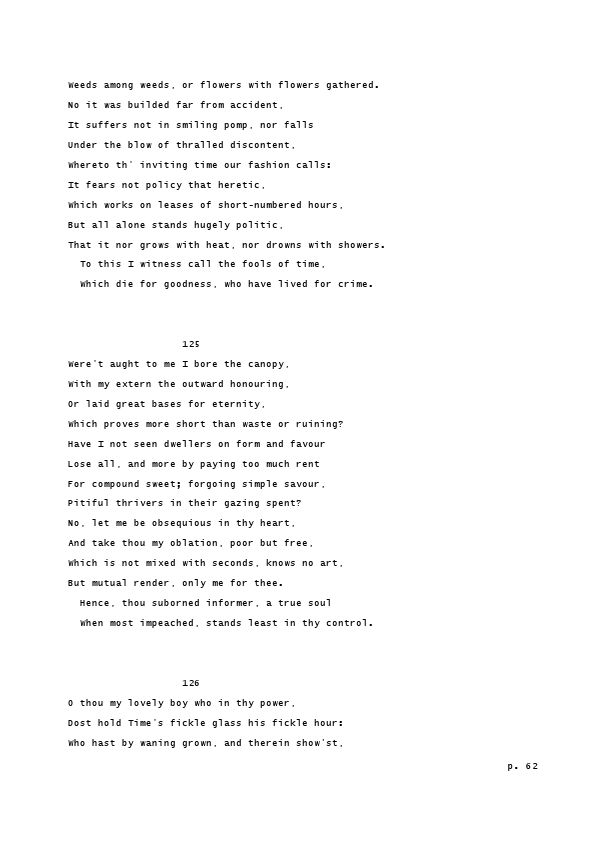 Weeds among weeds, or flowers with flowers gathered.
No it was builded far from accident,
It suffers not in smiling pomp, nor falls
Under the blow of thralled discontent,
Whereto th' inviting time our fashion calls:
It fears not policy that heretic,
Which works on leases of short-numbered hours,
But all alone stands hugely politic,
That it nor grows with heat, nor drowns with showers.
To this I witness call the fools of time,
Which die for goodness, who have lived for crime.
125
Were't aught to me I bore the canopy,
With my extern the outward honouring,
Or laid great bases for eternity,
Which proves more short than waste or ruining?
Have I not seen dwellers on form and favour
Lose all, and more by paying too much rent
For compound sweet; forgoing simple savour,
Pitiful thrivers in their gazing spent?
No, let me be obsequious in thy heart,
And take thou my oblation, poor but free,
Which is not mixed with seconds, knows no art,
But mutual render, only me for thee.
Hence, thou suborned informer, a true soul
When most impeached, stands least in thy control.
126
O thou my lovely boy who in thy power,
Dost hold Time's fickle glass his fickle hour:
Who hast by waning grown, and therein show'st,
p. 62